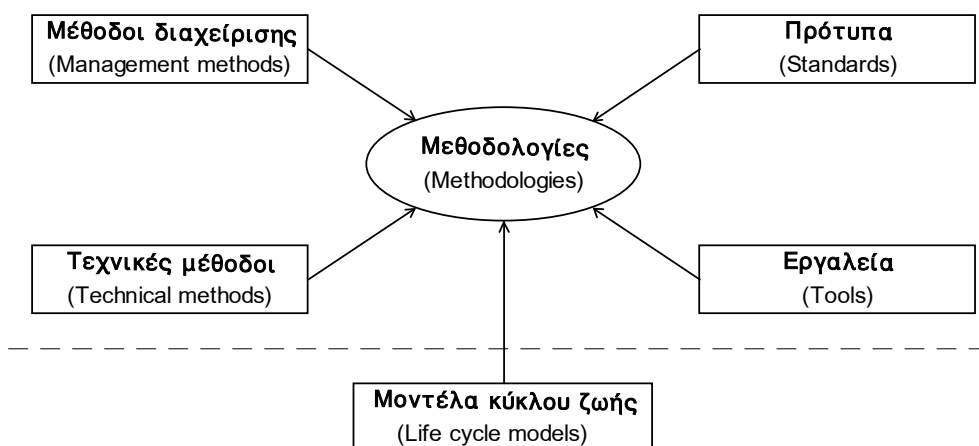 Μέθοδοι διαχείρισης
(Management methods)
Πρότυπα
(Standards)
Μεθοδολογίες
(Methodologies)
Τεχνικές μέθοδοι
(Technical methods)
Εργαλεία
(Tools)
Μοντέλα κύκλου ζωής
(Life cycle models)